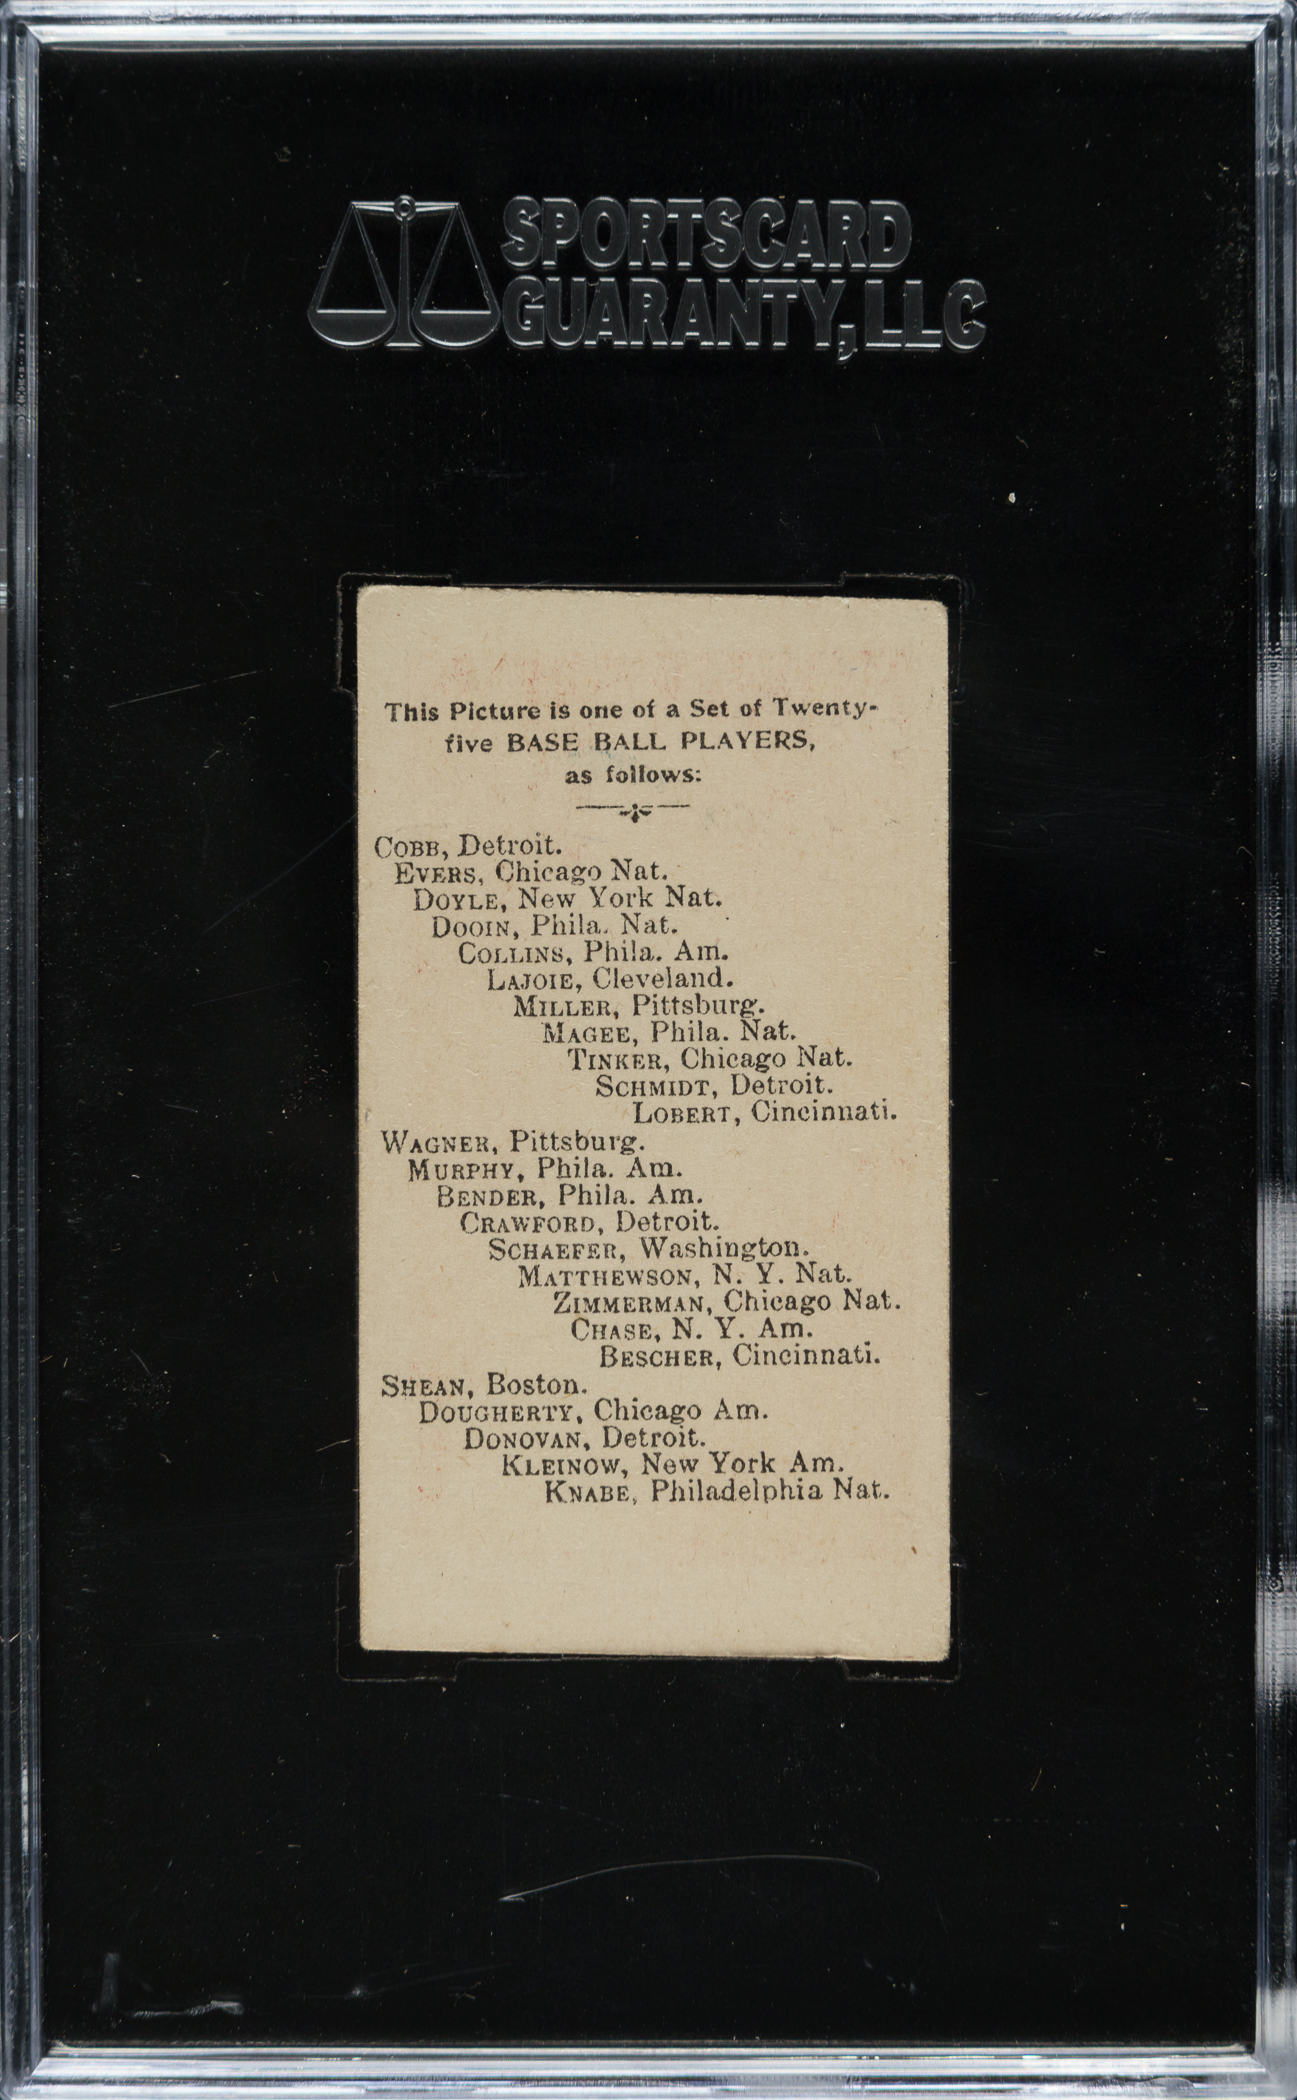 SPORTSCARD
GUARANTY, LLC
This Picture is one of a Set of Twenty-
five BASE BALL PLAYERS,
as follows:
COBB, Detroit.
EVERS, Chicago Nat.
DOYLE, New York Nat.
DOOIN, Phila. Nat.
COLLINS, Phila. Am.
LAJOIE, Cleveland.
MILLER, Pittsburg.
MAGEE, Phila. Nat.
TINKER, Chicago Nat.
SCHMIDT, Detroit.
LOBERT, Cincinnati.
WAGNER, Pittsburg.
MURPHY, Phila. Am.
BENDER, Phila. Am.
CRAWFORD, Detroit.
SCHAEFER, Washington.
MATTHEWSON, N. Y. Nat.
ZIMMERMAN, Chicago Nat.
CHASE, N. Y. Am.
BESCHER, Cincinnati.
SHEAN, Boston.
DOUGHERTY, Chicago Am.
DONOVAN, Detroit.
KLEINOW, New York Am.
KNABE, Philadelphia Nat.